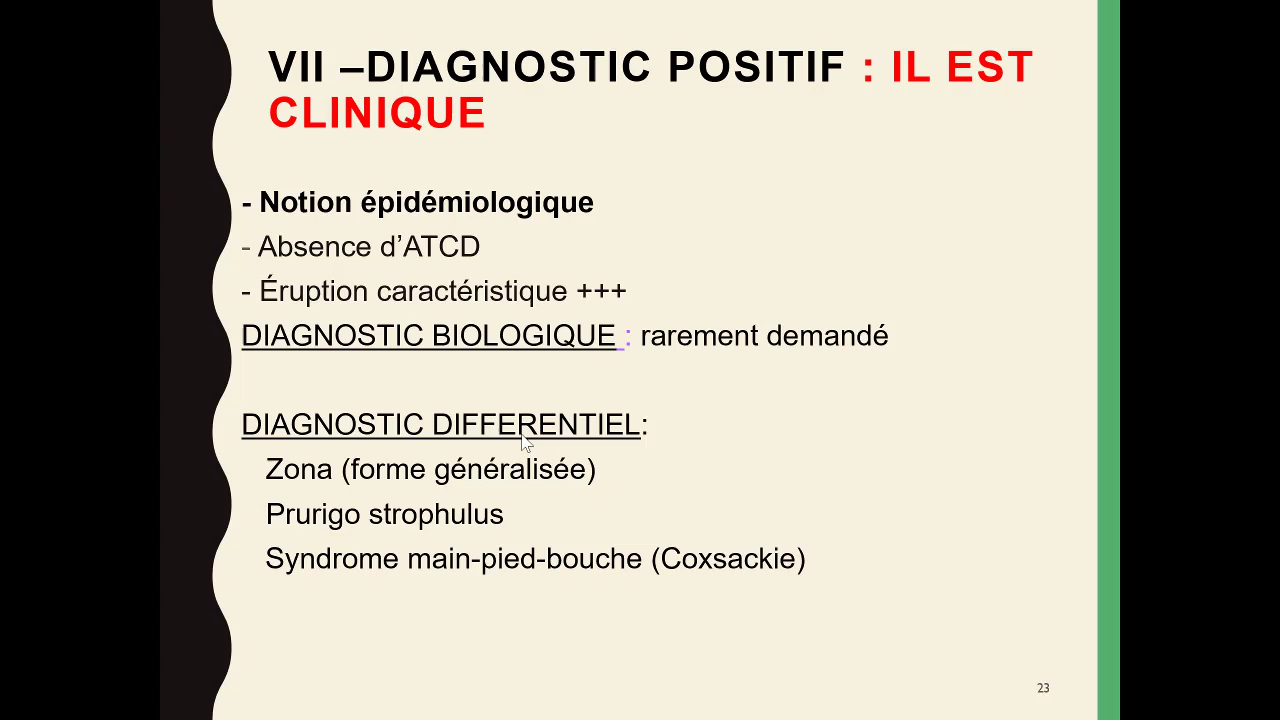 VII –DIAGNOSTIC POSITIF : IL EST
CLINIQUE
- Notion épidémiologique
- Absence d’ATCD
- Éruption caractéristique +++
DIAGNOSTIC BIOLOGIQUE : rarement demandé
DIAGNOSTIC DIFFERENTIEL:
Zona (forme généralisée)
Prurigo strophulus
Syndrome main-pied-bouche (Coxsackie)
23